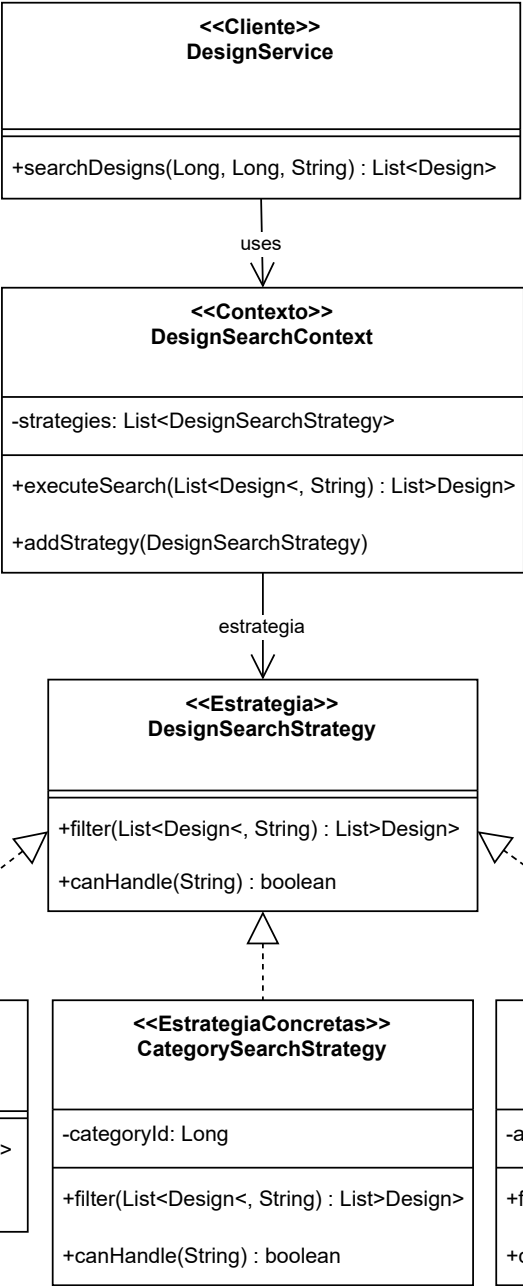 <<Cliente>>
DesignService
+searchDesigns(Long, Long, String) : List<Design>
uses
<<Contexto>>
DesignSearchContext
-strategies: List<DesignSearchStrategy>
+executeSearch(List<Design<, String) : List>Design>
+addStrategy(DesignSearchStrategy)
estrategia
<<Estrategia>>
DesignSearchStrategy
+filter(List<Design<, String) : List>Design>
+canHandle(String) : boolean
<<EstrategiaConcretas>>
CategorySearchStrategy
-categoryId: Long
+filter(List<Design<, String) : List>Design>
+canHandle(String) : boolean